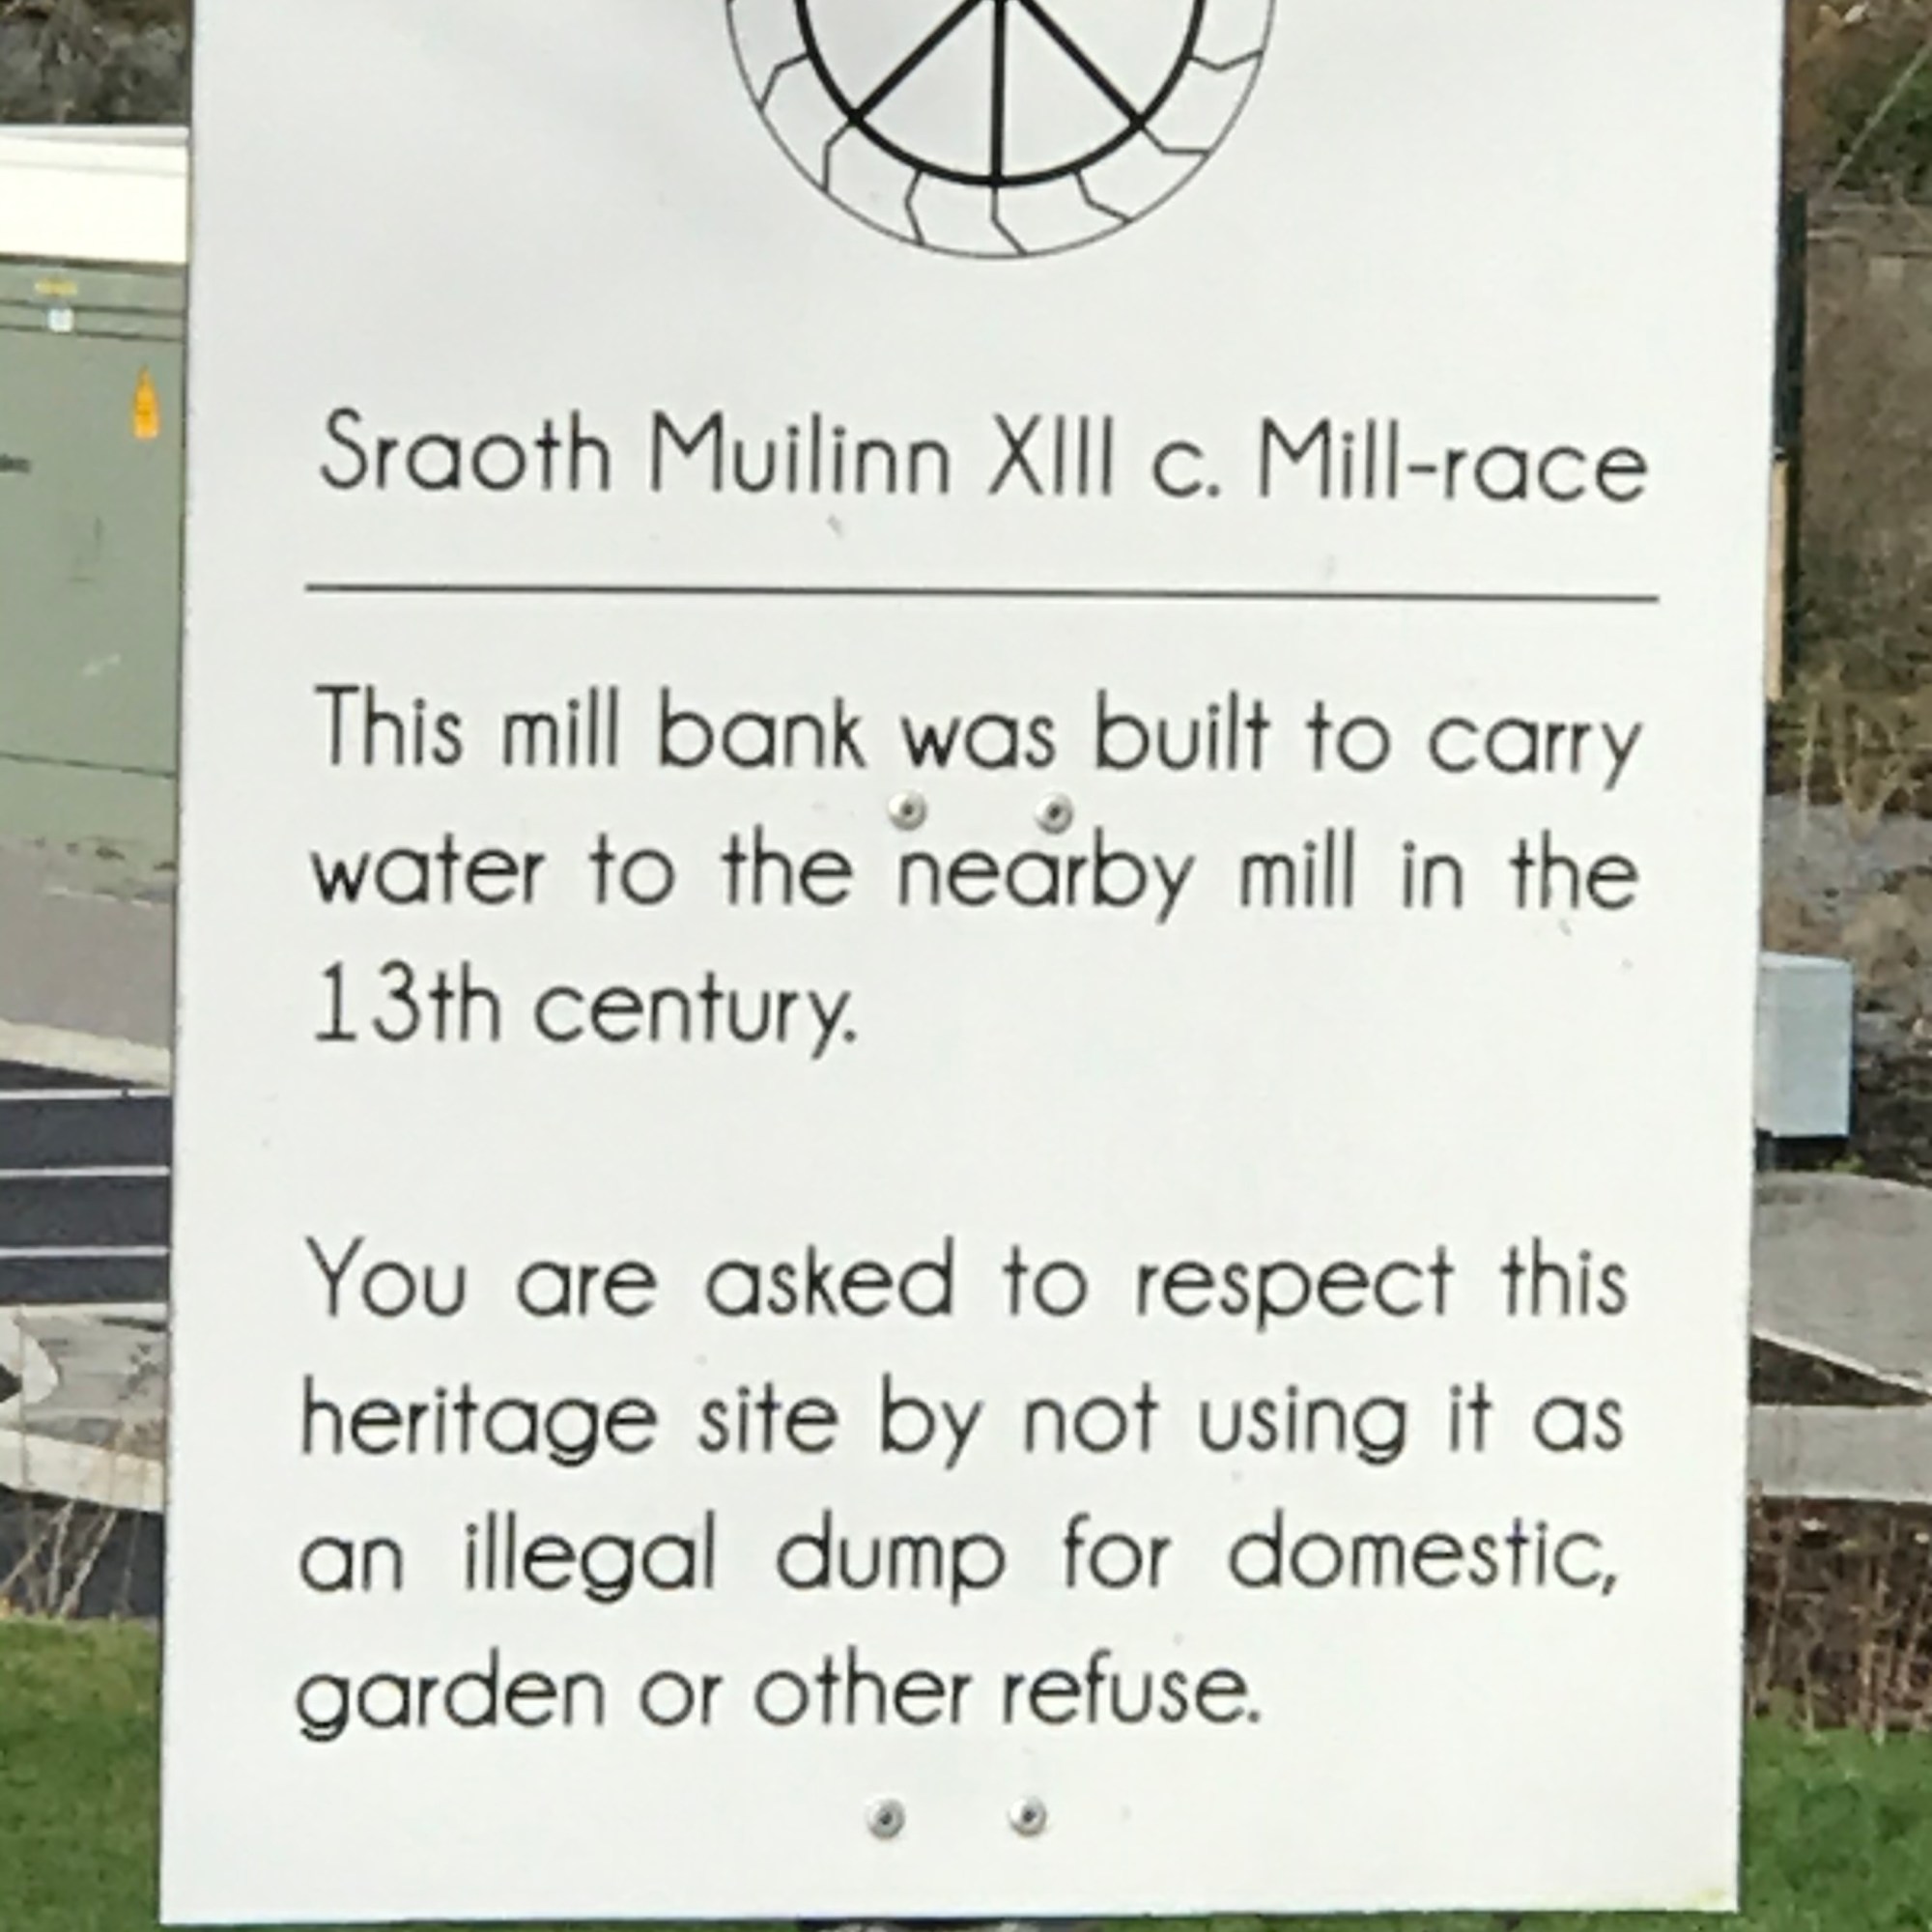 Sraoth Muilinn XIII c. Mill-race
This mill bank was built to carry
water to the nearby mill in the
13th century.
You are asked to respect this
heritage site by not using it as
an illegal dump for domestic,
garden or other refuse.